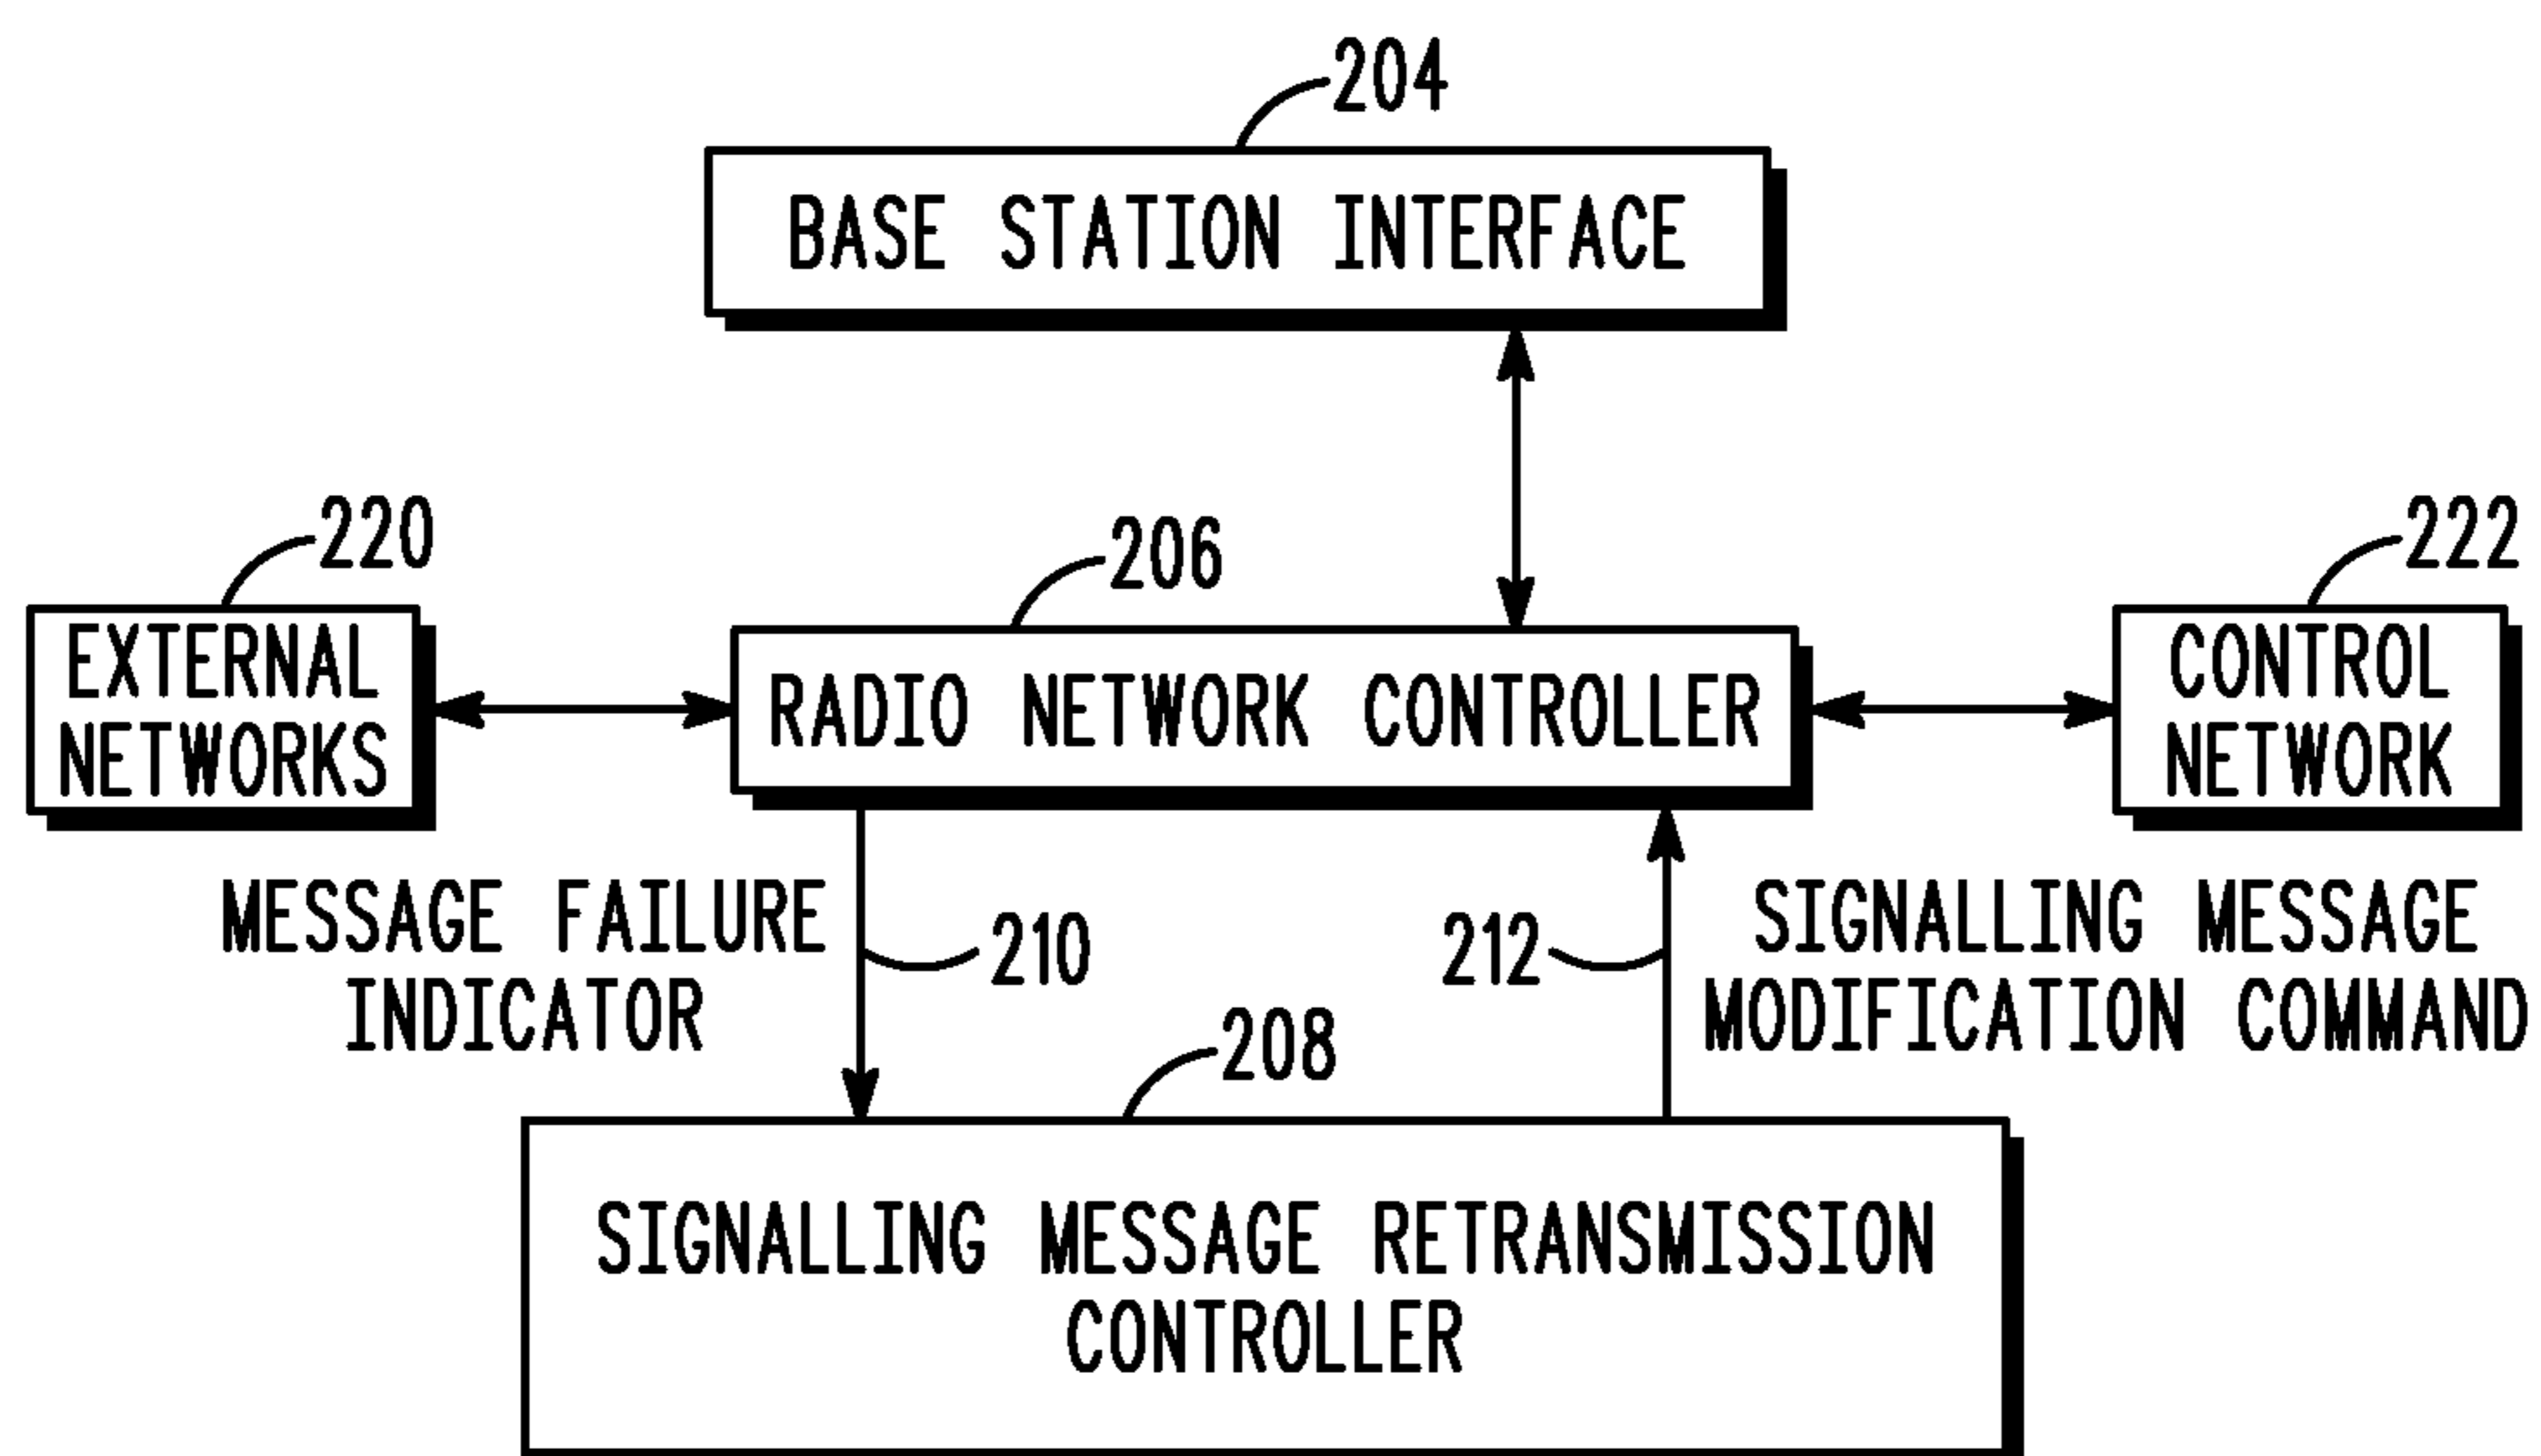 204
BASE STATION INTERFACE
220
206
222
EXTERNAL
NETWORKS
RADIO NETWORK CONTROLLER
CONTROL
NETWORK
MESSAGE FAILURE
INDICATOR
210
212
SIGNALLING MESSAGE
MODIFICATION COMMAND
208
SIGNALLING MESSAGE RETRANSMISSION
CONTROLLER